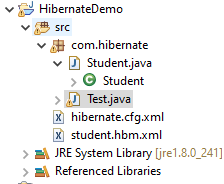 HibernateDemo
src
com.hibernate
Student.java
Student
Test.java
hibernate.cfg.xml
student.hbm.xml
JRE System Library [jre1.8.0_241]
Referenced Libraries